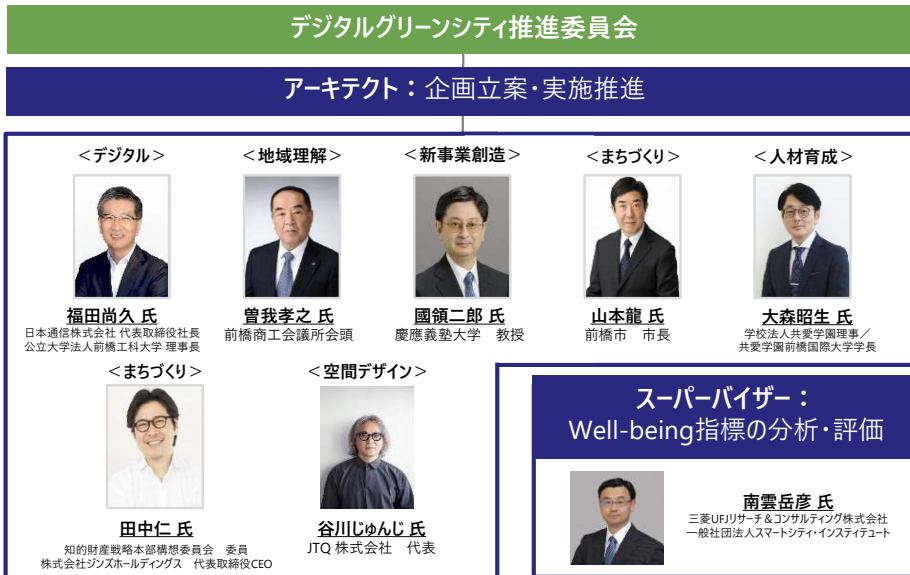 デジタルグリーンシティ推進委員会
アーキテクト：企画立案・実施推進
＜デジタル＞
福田尚久 氏
日本通信株式会社 代表取締役社長
公立大学法人前橋工科大学 理事長
＜地域理解＞
曽我孝之 氏
前橋商工会議所会頭
＜新事業創造＞
國領二郎 氏
慶應義塾大学　教授
＜まちづくり＞
山本龍 氏
前橋市　市長
＜人材育成＞
大森昭生 氏
学校法人共愛学園理事／
共愛学園前橋国際大学学長
＜まちづくり＞
田中仁 氏
知的財産戦略本部構想委員会　委員
株式会社ジンズホールディングス　代表取締役CEO
＜空間デザイン＞
谷川じゅんじ 氏
JTQ 株式会社　代表
スーパーバイザー：
Well-being指標の分析・評価
南雲岳彦 氏
三菱UFJリサーチ＆コンサルティング株式会社
一般社団法人スマートシティ・インスティテュート